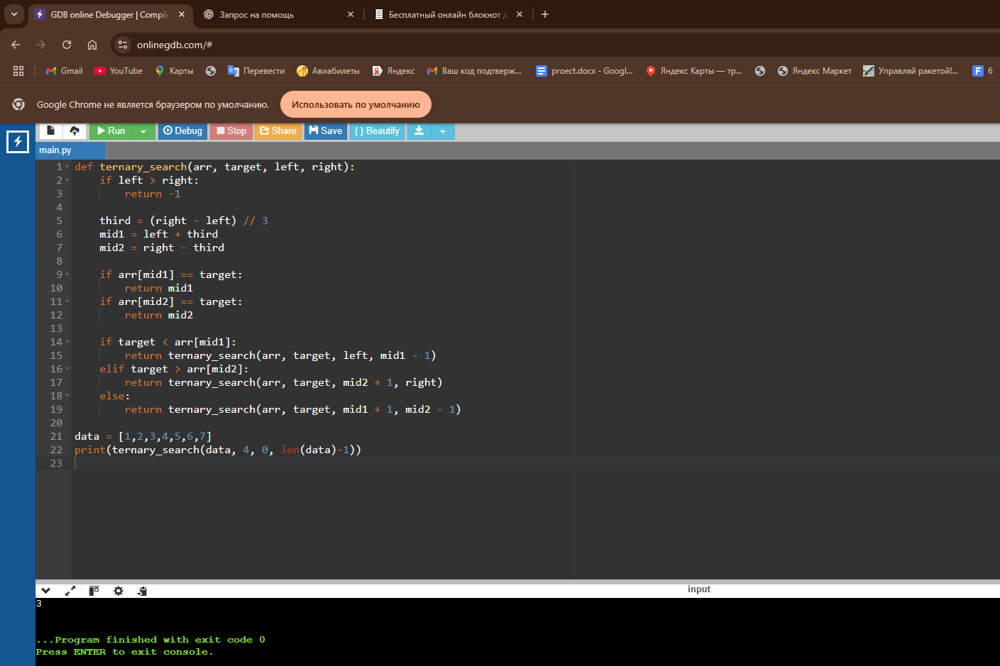 GDB online Debugger | Compile
Запрос на помощь
Бесплатный онлайн блокнот д
onlinegdb.com/#
Gmail YouTube Карты Перевести Авиабилеты Яндекс Ваш код подтверж... proect.docx - Googl... Яндекс Карты — тр... Яндекс Маркет Управляй ракетой!... 6
Google Chrome не является браузером по умолчанию. Использовать по умолчанию
Run Debug Stop Share Save { } Beautify
main.py
1 def ternary_search(arr, target, left, right):
2     if left > right:
3         return -1
4
5     third = (right - left) // 3
6     mid1 = left + third
7     mid2 = right - third
8
9     if arr[mid1] == target:
10         return mid1
11     if arr[mid2] == target:
12         return mid2
13
14     if target < arr[mid1]:
15         return ternary_search(arr, target, left, mid1 - 1)
16     elif target > arr[mid2]:
17         return ternary_search(arr, target, mid2 + 1, right)
18     else:
19         return ternary_search(arr, target, mid1 + 1, mid2 - 1)
20
21 data = [1,2,3,4,5,6,7]
22 print(ternary_search(data, 4, 0, len(data)-1))
23
input
3
...Program finished with exit code 0
Press ENTER to exit console.